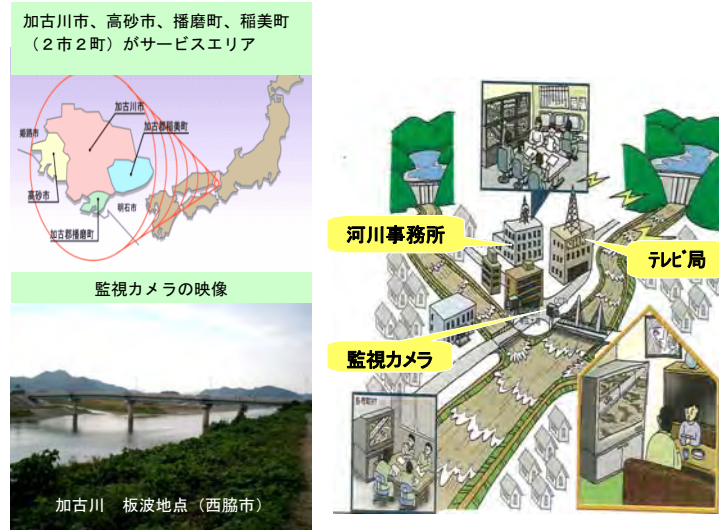 加古川市、高砂市、播磨町、稲美町
（２市２町）がサービスエリア
加古川市
姫路市
加古郡稲美町
高砂市
明石市
加古郡播磨町
監視カメラの映像
加古川　板波地点（西脇市）
河川事務所
テレビ局
監視カメラ